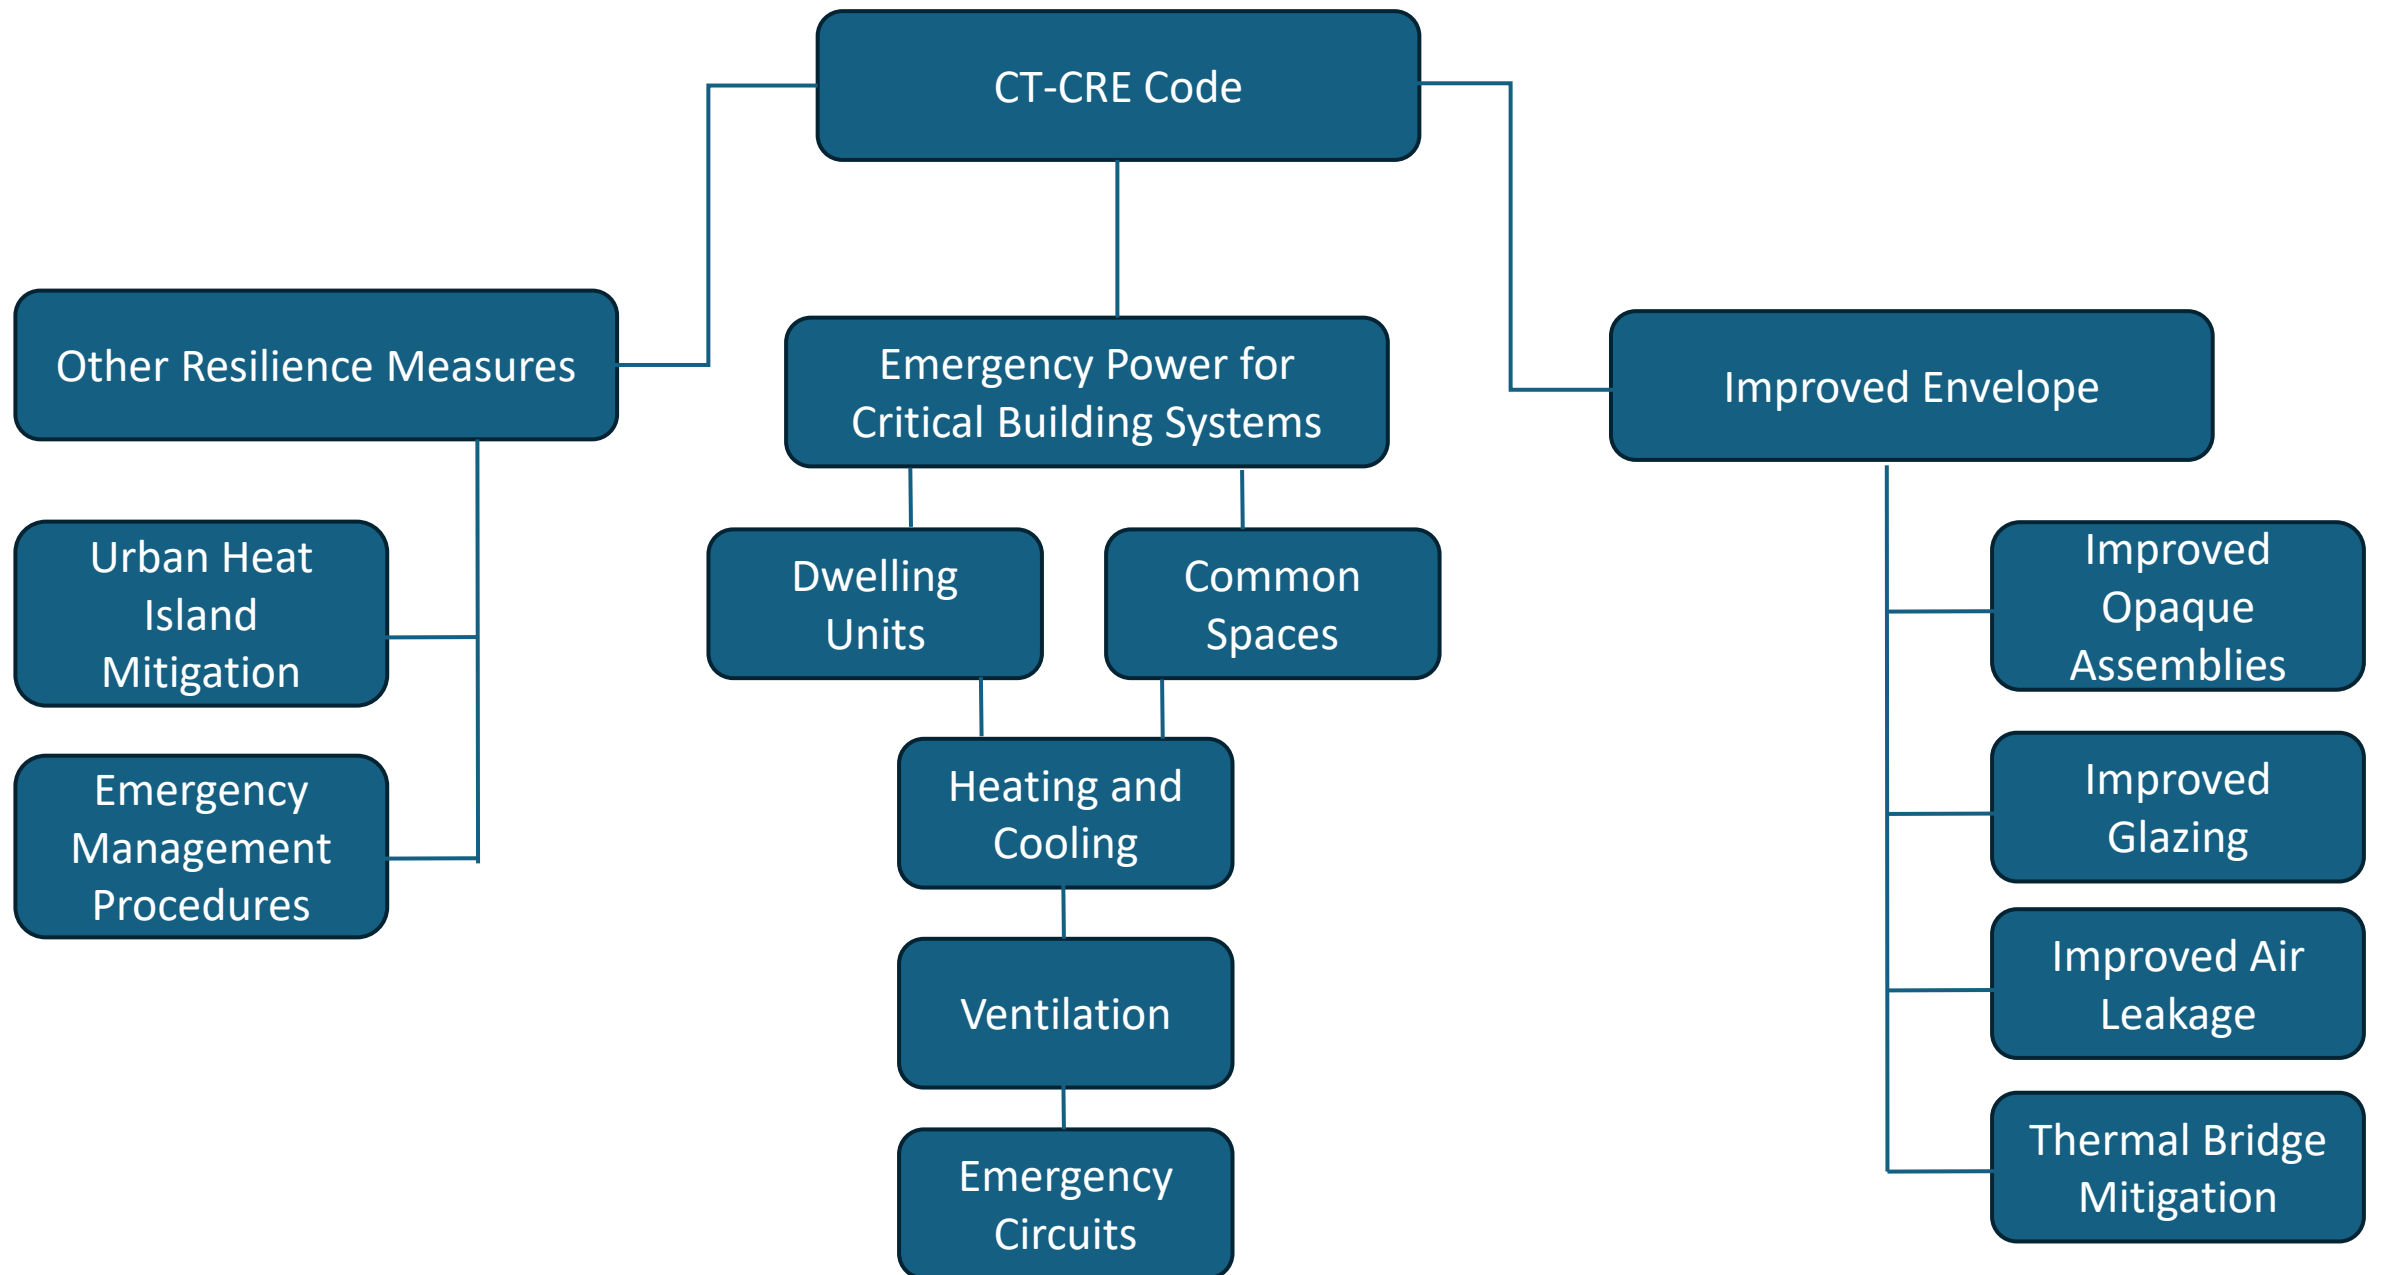 CT-CRE Code
Other Resilience Measures
Urban Heat
Island
Mitigation
Emergency
Management
Procedures
Emergency Power for
Critical Building Systems
Dwelling
Units
Common
Spaces
Heating and
Cooling
Ventilation
Emergency
Circuits
Improved Envelope
Improved
Opaque
Assemblies
Improved
Glazing
Improved Air
Leakage
Thermal Bridge
Mitigation